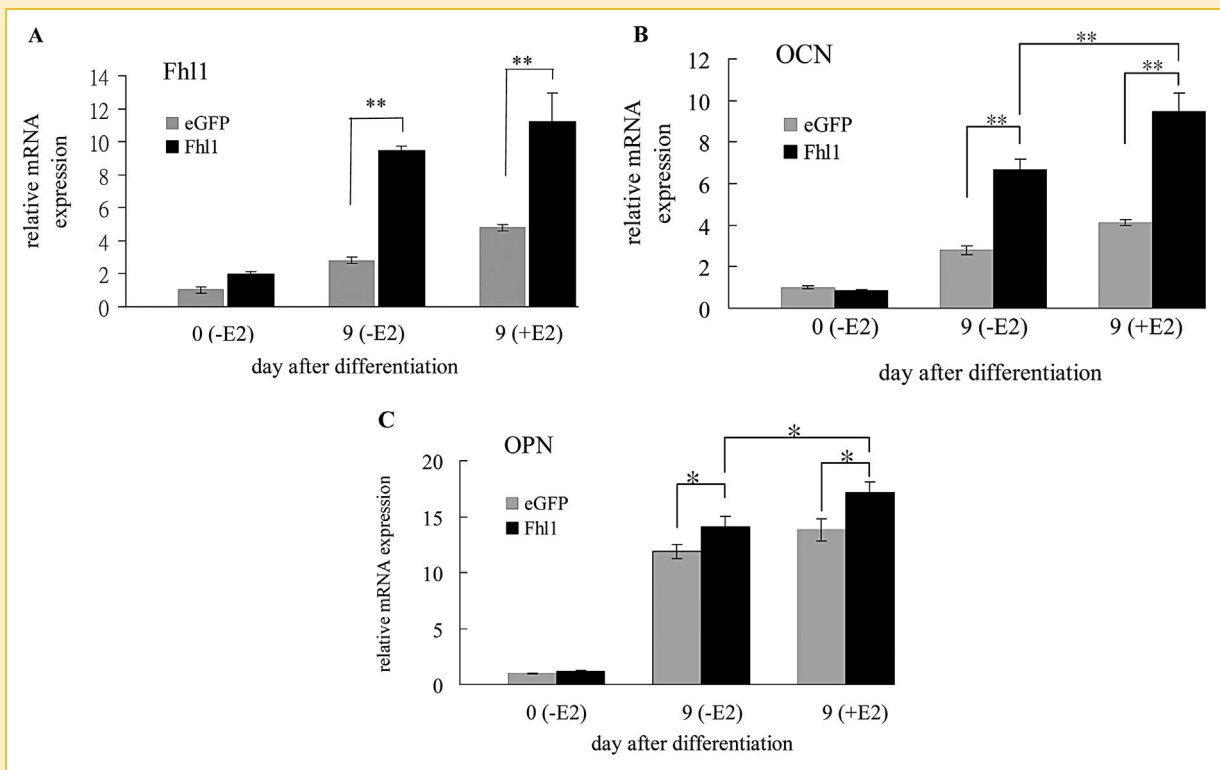 A
Fhl1
eGFP
Fhl1
relative mRNA
expression
14
12
10
8
6
4
2
0
**
**
0 (-E2) 9 (-E2) 9 (+E2)
day after differentiation
B
OCN
eGFP
Fhl1
relative mRNA
expression
12
10
8
6
4
2
0
**
**
**
0 (-E2) 9 (-E2) 9 (+E2)
day after differentiation
C
OPN
eGFP
Fhl1
relative mRNA expression
20
15
10
5
0
*
*
*
0 (-E2) 9 (-E2) 9 (+E2)
day after differentiation